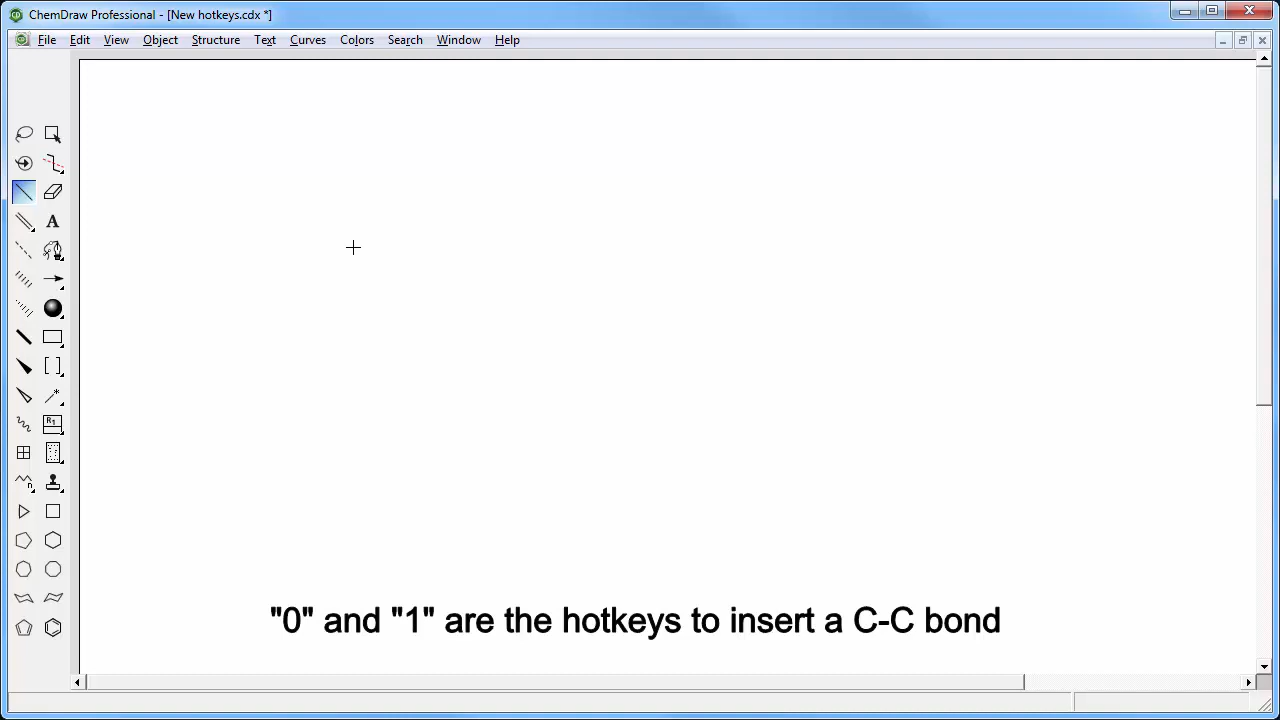 ChemDraw Professional - [New hotkeys.cdx *]
File Edit View Object Structure Text Curves Colors Search Window Help
A
R1
n
"0" and "1" are the hotkeys to insert a C-C bond